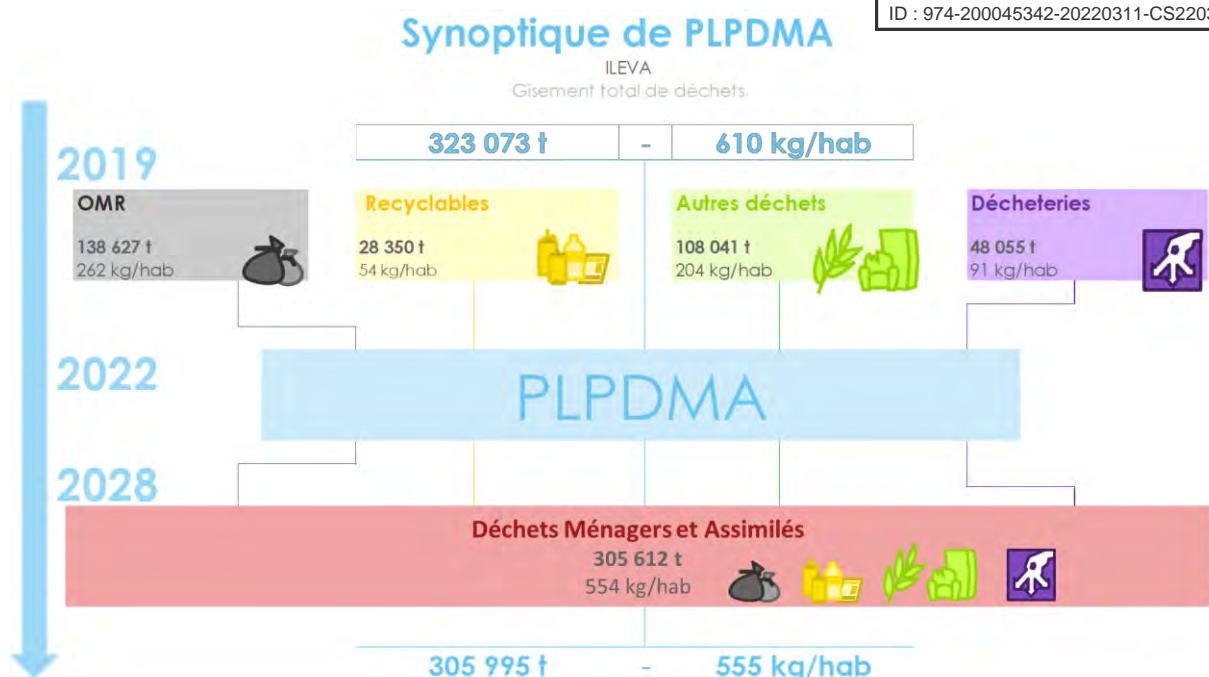 ID : 974-200045342-20220311-CS2203
Synoptique de PLPDMA
ILEVA
Gisement total de déchets
323 073 t - 610 kg/hab
2019
OMR
138 627 t
262 kg/hab
Recyclables
28 350 t
54 kg/hab
Autres déchets
108 041 t
204 kg/hab
Décheteries
48 055 t
91 kg/hab
2022
PLPDMA
2028
Déchets Ménagers et Assimilés
305 612 t
554 kg/hab
305 995 t - 555 kg/hab